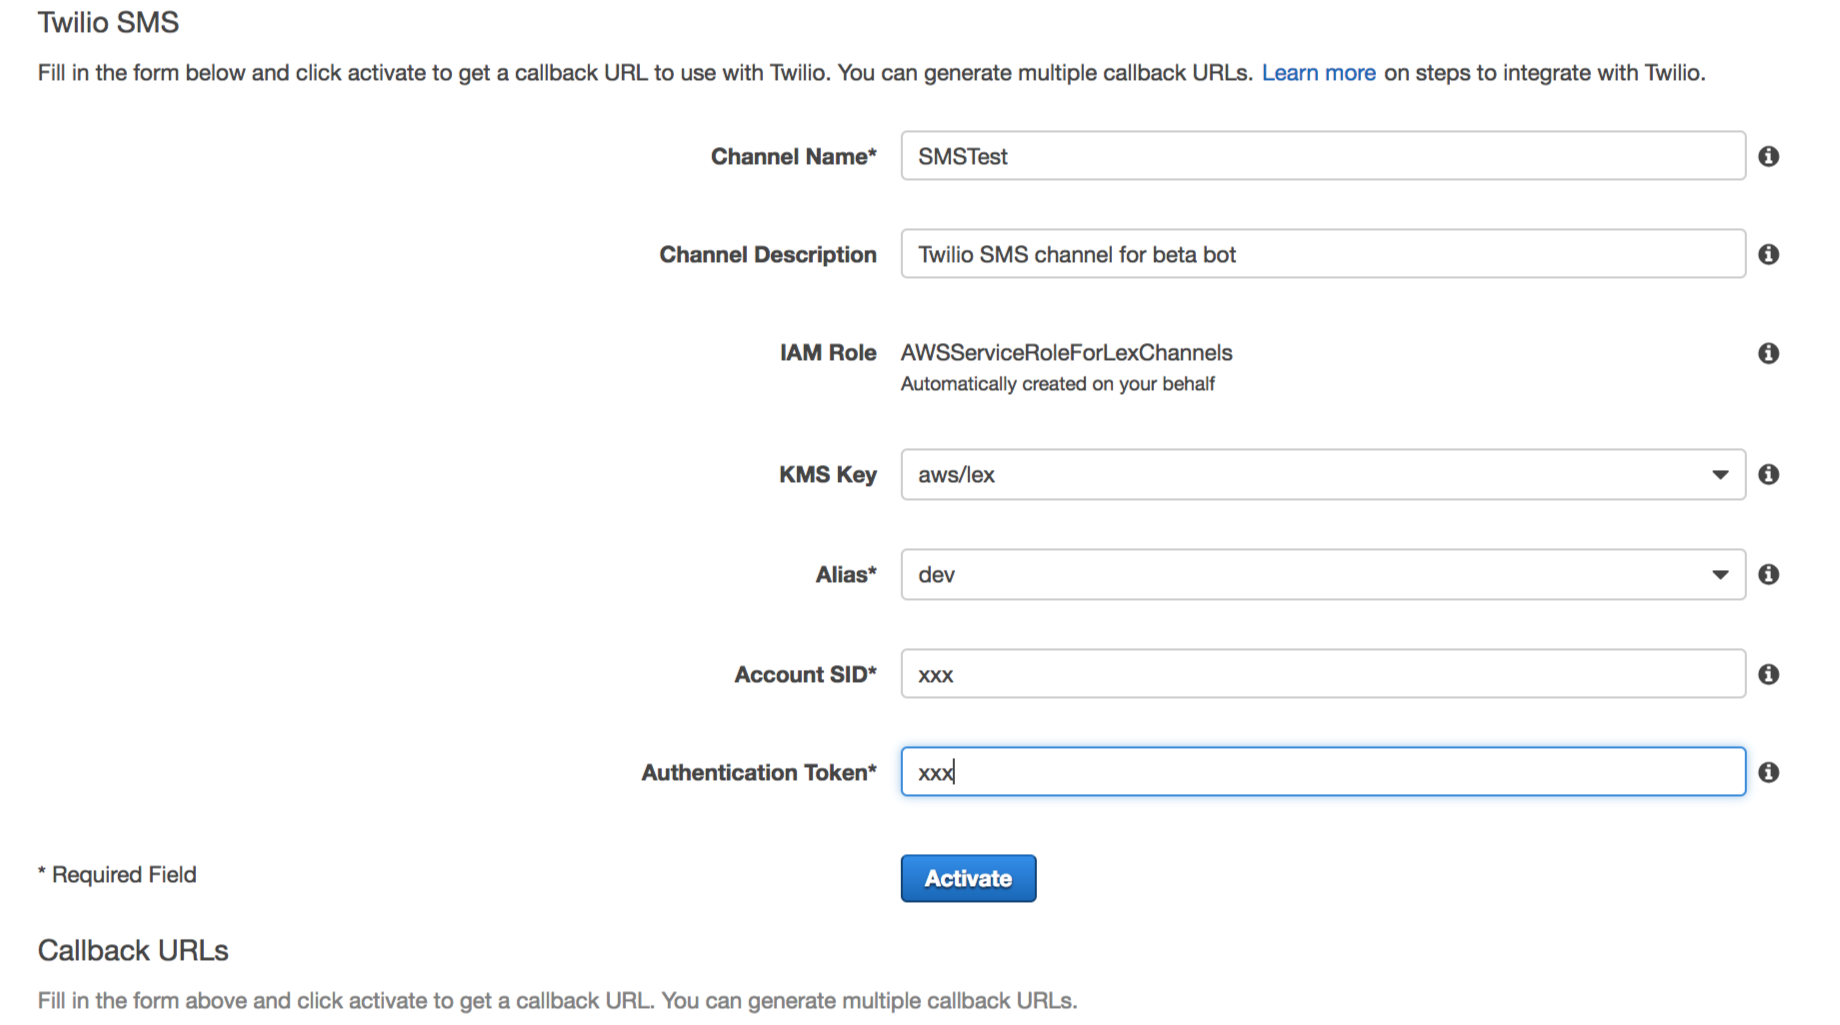 Twilio SMS
Fill in the form below and click activate to get a callback URL to use with Twilio. You can generate multiple callback URLs. Learn more on steps to integrate with Twilio.
Channel Name* SMSTest
Channel Description Twilio SMS channel for beta bot
IAM Role AWSServiceRoleForLexChannels
Automatically created on your behalf
KMS Key aws/lex
Alias* dev
Account SID* xxx
Authentication Token* xxx
* Required Field Activate
Callback URLs
Fill in the form above and click activate to get a callback URL. You can generate multiple callback URLs.